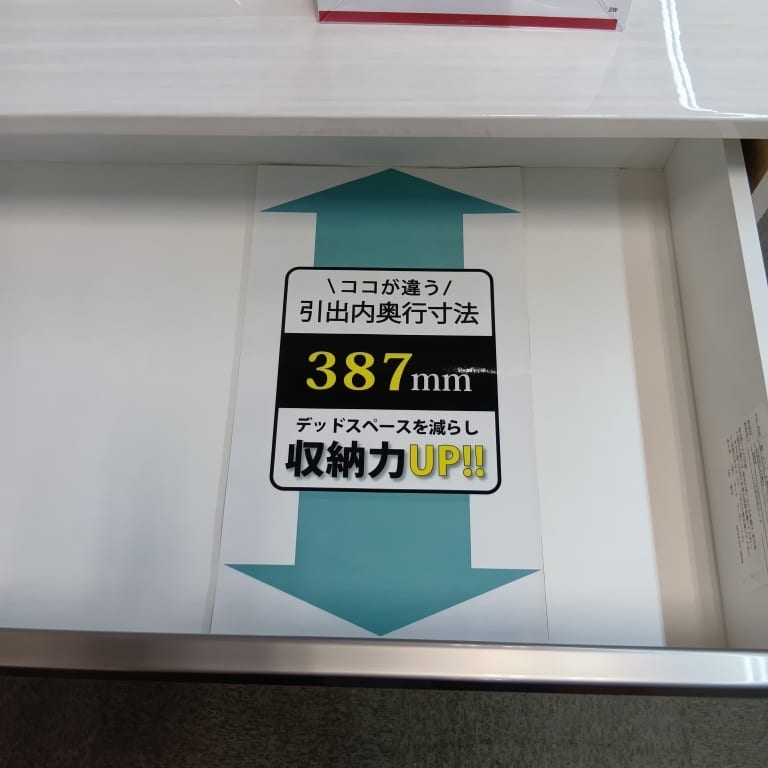 \ココが違う/
引出内奥行寸法
387mm
デッドスペースを減らし
収納力UP!!